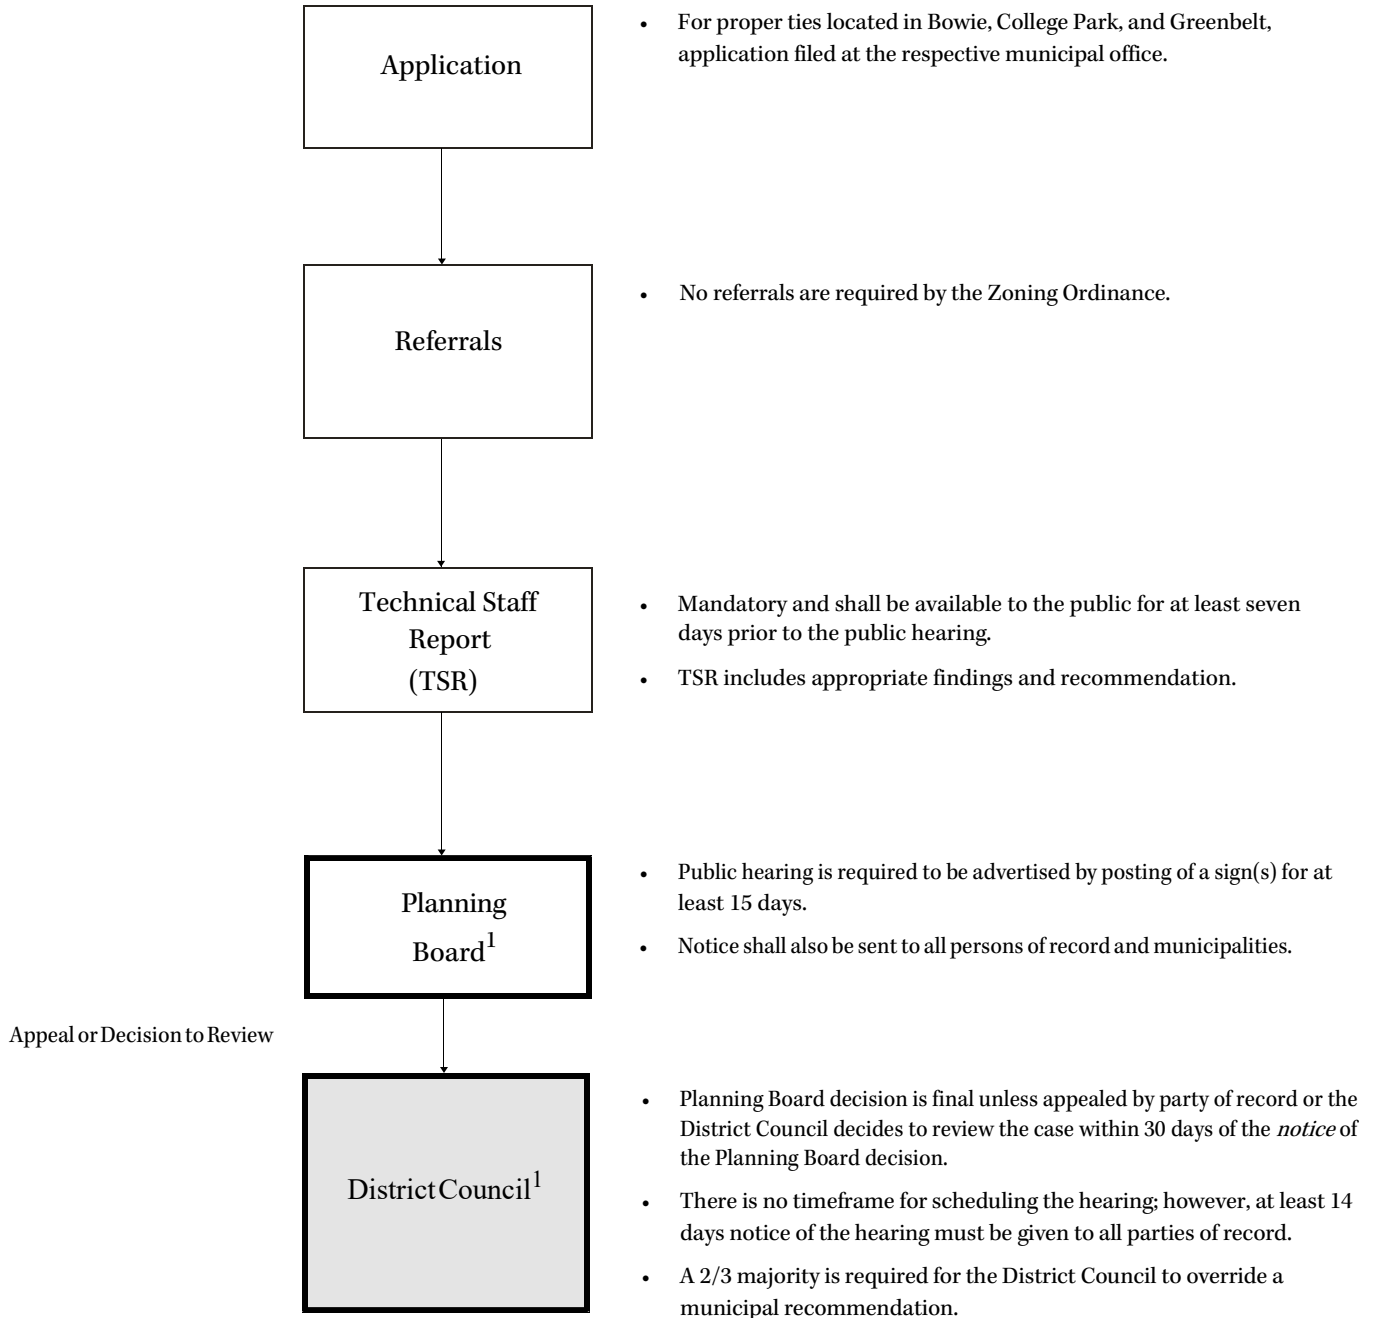 Application
• For proper ties located in Bowie, College Park, and Greenbelt,
application filed at the respective municipal office.
Referrals
• No referrals are required by the Zoning Ordinance.
Technical Staff
Report
(TSR)
• Mandatory and shall be available to the public for at least seven
days prior to the public hearing.
• TSR includes appropriate findings and recommendation.
Planning
Board1
• Public hearing is required to be advertised by posting of a sign(s) for at
least 15 days.
• Notice shall also be sent to all persons of record and municipalities.
Appeal or Decision to Review
District Council1
• Planning Board decision is final unless appealed by party of record or the
District Council decides to review the case within 30 days of the notice of
the Planning Board decision.
• There is no timeframe for scheduling the hearing; however, at least 14
days notice of the hearing must be given to all parties of record.
• A 2/3 majority is required for the District Council to override a
municipal recommendation.